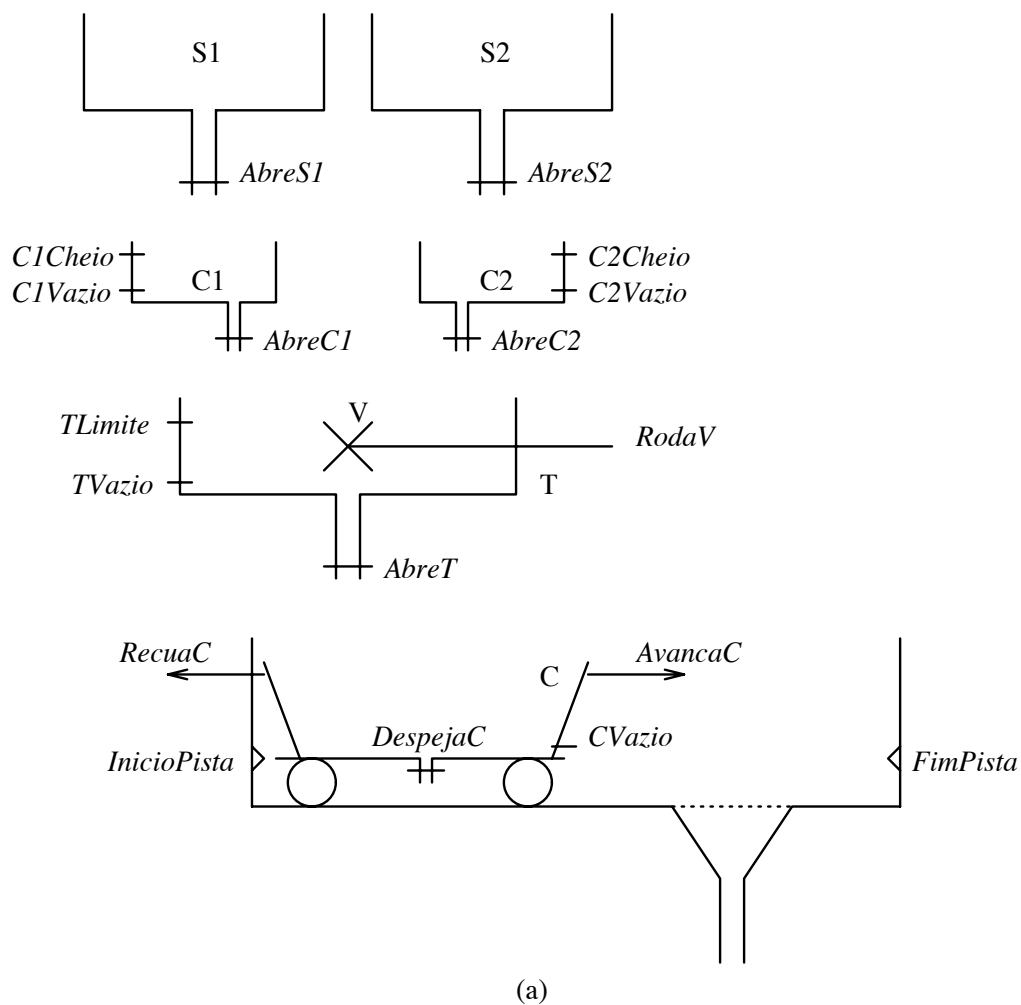 S1 S2
AbreS1 AbreS2
C1Cheio C2Cheio
C1Vazio C1 C2 C2Vazio
AbreC1 AbreC2
TLimite V
RodaV
TVazio T
AbreT
RecuaC C AvancaC
DespejaC CVazio
InicioPista FimPista
(a)